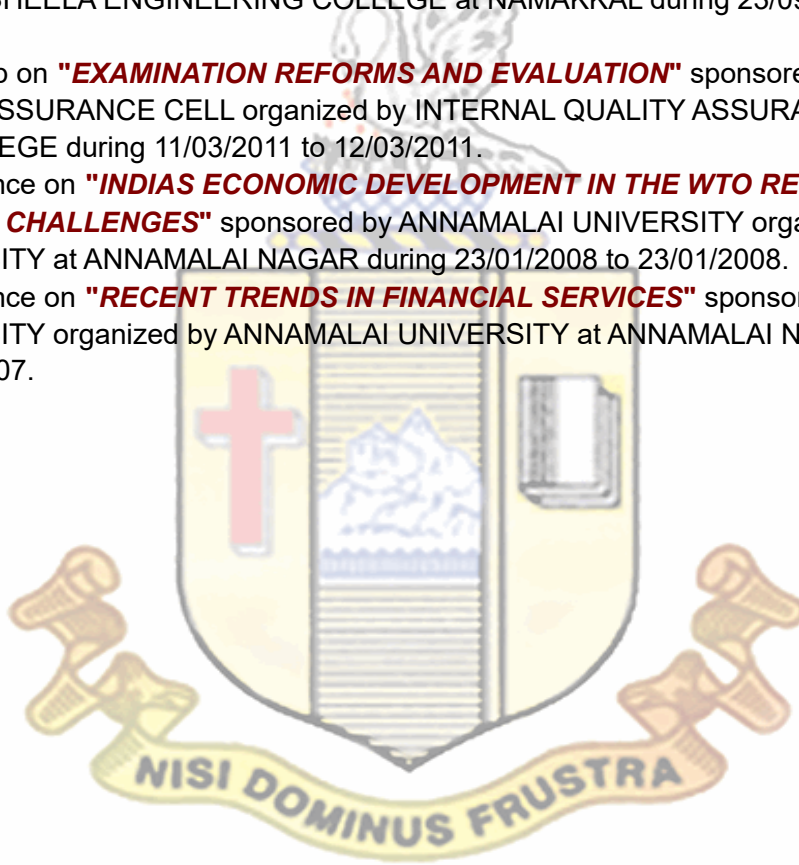 SHEELA ENGINEERING COLLEGE at NAMAKKAL during 23/09
o on "EXAMINATION REFORMS AND EVALUATION" sponsore
SSURANCE CELL organized by INTERNAL QUALITY ASSURA
EGE during 11/03/2011 to 12/03/2011.
nce on "INDIAS ECONOMIC DEVELOPMENT IN THE WTO RE
CHALLENGES" sponsored by ANNAMALAI UNIVERSITY orga
ITY at ANNAMALAI NAGAR during 23/01/2008 to 23/01/2008.
nce on "RECENT TRENDS IN FINANCIAL SERVICES" sponsor
ITY organized by ANNAMALAI UNIVERSITY at ANNAMALAI N
07.
NISI DOMINUS FRUSTRA